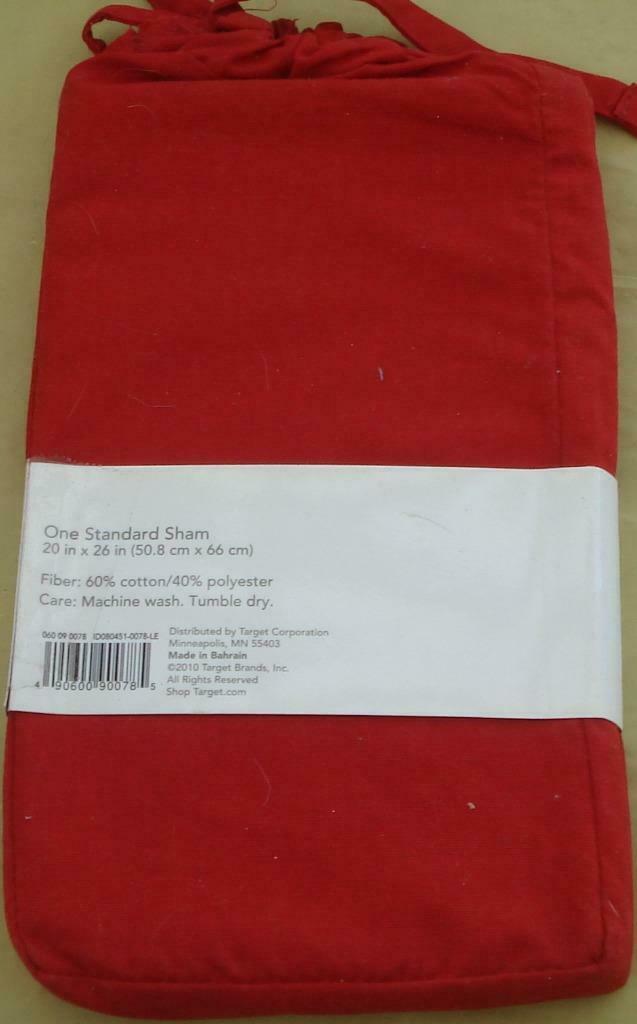 One Standard Sham
20 in x 26 in (50.8 cm x 66 cm)
Fiber: 60% cotton/40% polyester
Care: Machine wash. Tumble dry.
060 09 0078 ID080451-0078-LE
4 90600 90078 5
Distributed by Target Corporation
Minneapolis, MN 55403
Made in Bahrain
©2010 Target Brands, Inc.
All Rights Reserved
Shop Target.com